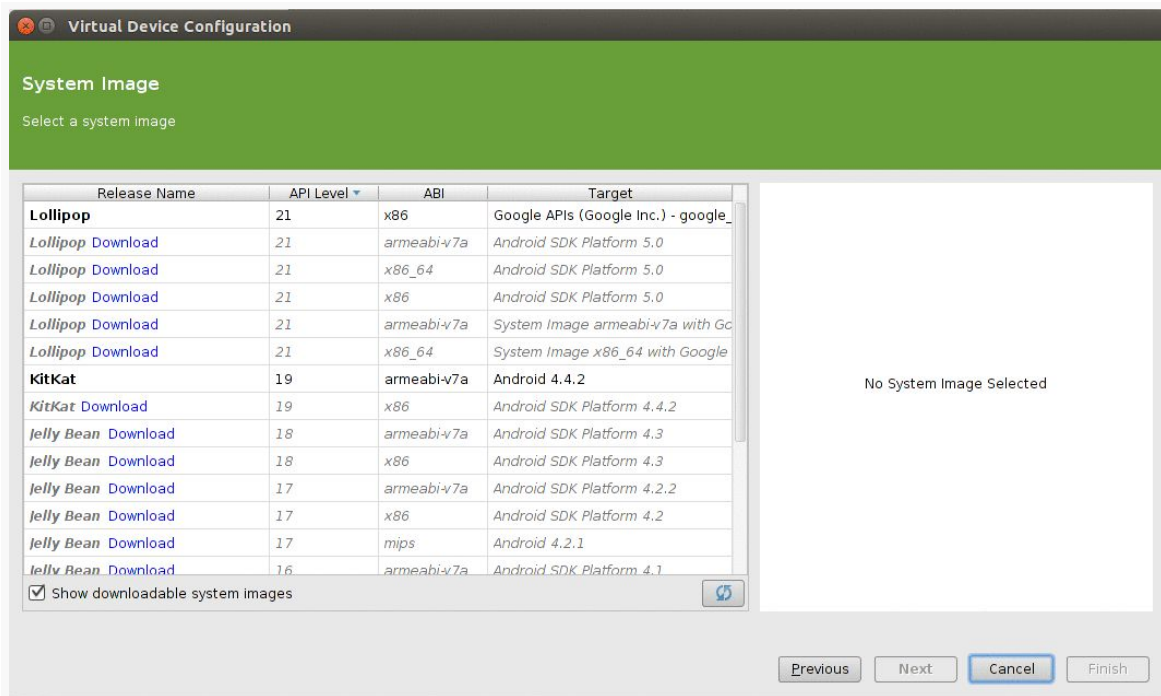 Virtual Device Configuration
System Image
Select a system image
Release Name API Level ABI Target
Lollipop 21 x86 Google APIs (Google Inc.) - google_
Lollipop Download 21 armeabi-v7a Android SDK Platform 5.0
Lollipop Download 21 x86_64 Android SDK Platform 5.0
Lollipop Download 21 x86 Android SDK Platform 5.0
Lollipop Download 21 armeabi-v7a System Image armeabi-v7a with Go
Lollipop Download 21 x86_64 System Image x86_64 with Google
KitKat 19 armeabi-v7a Android 4.4.2
KitKat Download 19 x86 Android SDK Platform 4.4.2
Jelly Bean Download 18 armeabi-v7a Android SDK Platform 4.3
Jelly Bean Download 18 x86 Android SDK Platform 4.3
Jelly Bean Download 17 armeabi-v7a Android SDK Platform 4.2.2
Jelly Bean Download 17 x86 Android SDK Platform 4.2
Jelly Bean Download 17 mips Android 4.2.1
Jelly Bean Download 16 armeabi-v7a Android SDK Platform 4.1
Show downloadable system images
No System Image Selected
Previous Next Cancel Finish